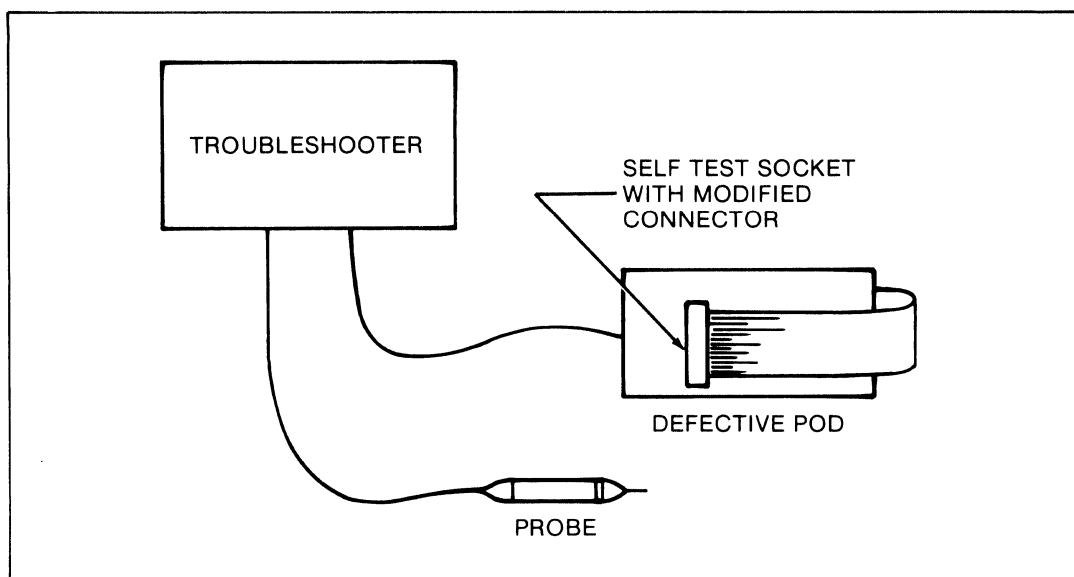 TROUBLESHOOTER
SELF TEST SOCKET
WITH MODIFIED
CONNECTOR
DEFECTIVE POD
PROBE